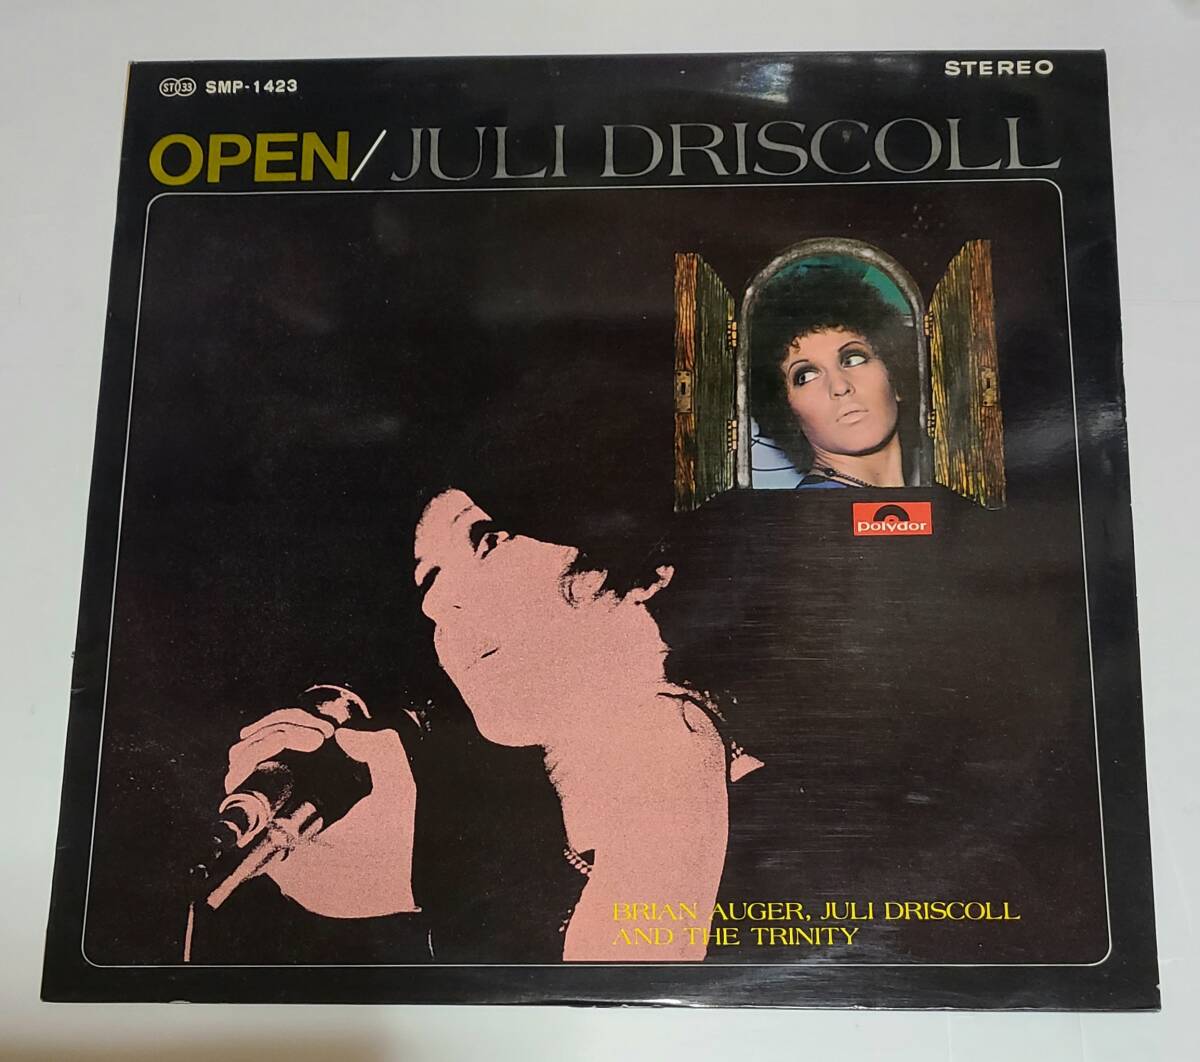 ST 33 SMP-1423
STEREO
OPEN/JULI DRISCOLL
polydor
BRIAN AUGER, JULI DRISCOLL
AND THE TRINITY